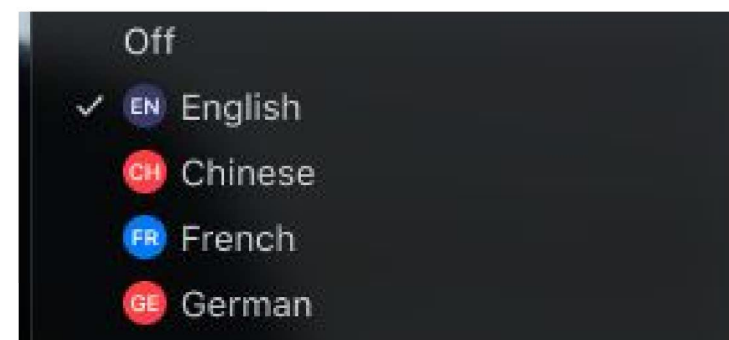 Off
EN English
CH Chinese
FR French
GE German